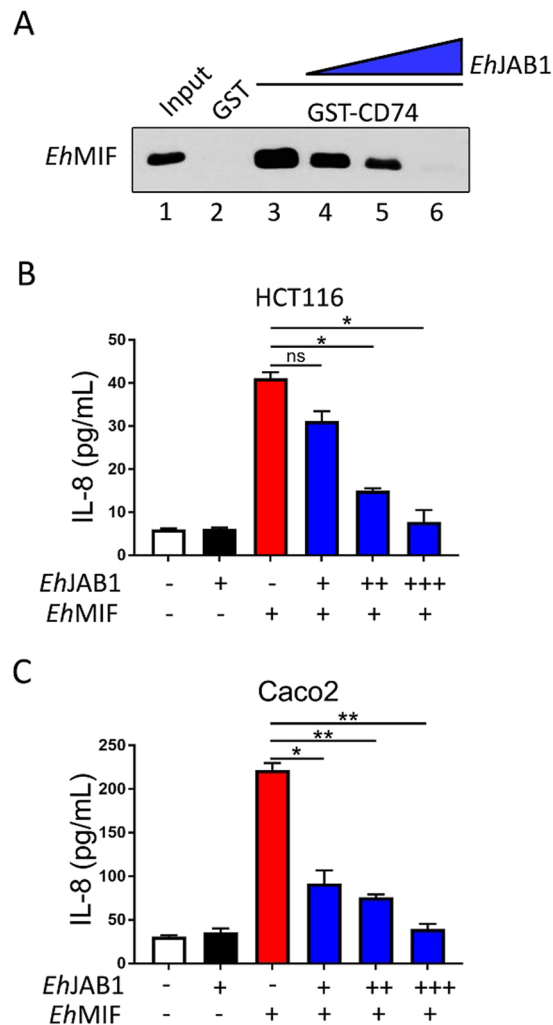 A
EhJAB1
Input GST GST-CD74
EhMIF
1 2 3 4 5 6
B
HCT116
*
*
ns
50
40
30
20
10
0
IL-8 (pg/mL)
EhJAB1 - + - + ++ +++
EhMIF - - + + + +
C
Caco2
**
**
*
250
200
150
100
50
0
IL-8 (pg/mL)
EhJAB1 - + - + ++ +++
EhMIF - - + + + +